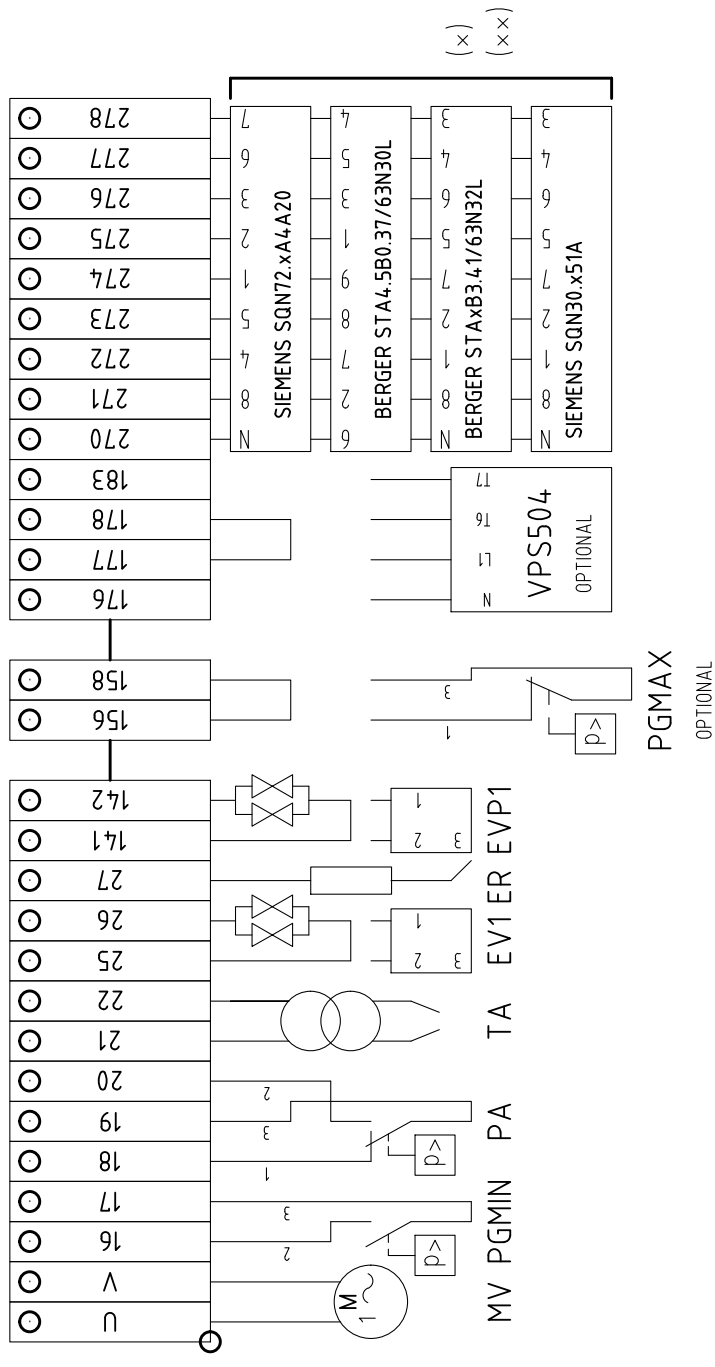 (x)
(xx)
278 7 4 3 3
277 6 5 4 4
276 3 3 6 6
275 2 1 5 5
274 1 9 7 7
273 5 8 2 2
272 4 7 1 1
271 8 2 8 8
270 N 6 N N
SIEMENS SQN72.xA4A20
BERGER STA4.5B0.37/63N30L
BERGER STAxB3.41/63N32L
SIEMENS SQN30.x51A
183 T7
178 T6
177 L1
176 N
VPS504
OPTIONAL
158 3
156 1
p>
PGMAX
OPTIONAL
142 1
141 2 3
EVP1
27
ER
26 1
25 2 3
EV1
22
21
TA
20 2
19 3
18 1
p>
PA
17 3
16 2
p>
PGMIN
V
U
M
1~
MV